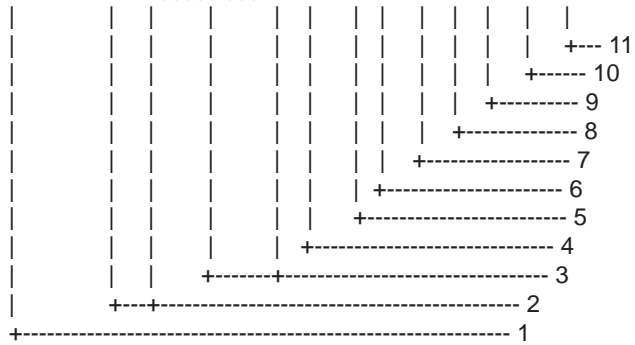 |        |   |     |     |  |    |  |   |  |  |   |  |
|        |   |     |     |  |    |  |   |  |  |   +--- 11
|        |   |     |     |  |    |  |   |  |  +------ 10
|        |   |     |     |  |    |  |   |  +---------- 9
|        |   |     |     |  |    |  |   +-------------- 8
|        |   |     |     |  |    |  +------------------ 7
|        |   |     |     |  |    +--------------------- 6
|        |   |     |     |  +------------------------ 5
|        |   |     |     +---------------------------- 4
|        |   +-------+------------------------------- 3
+---+------------------------------------------ 2
+------------------------------------------------- 1